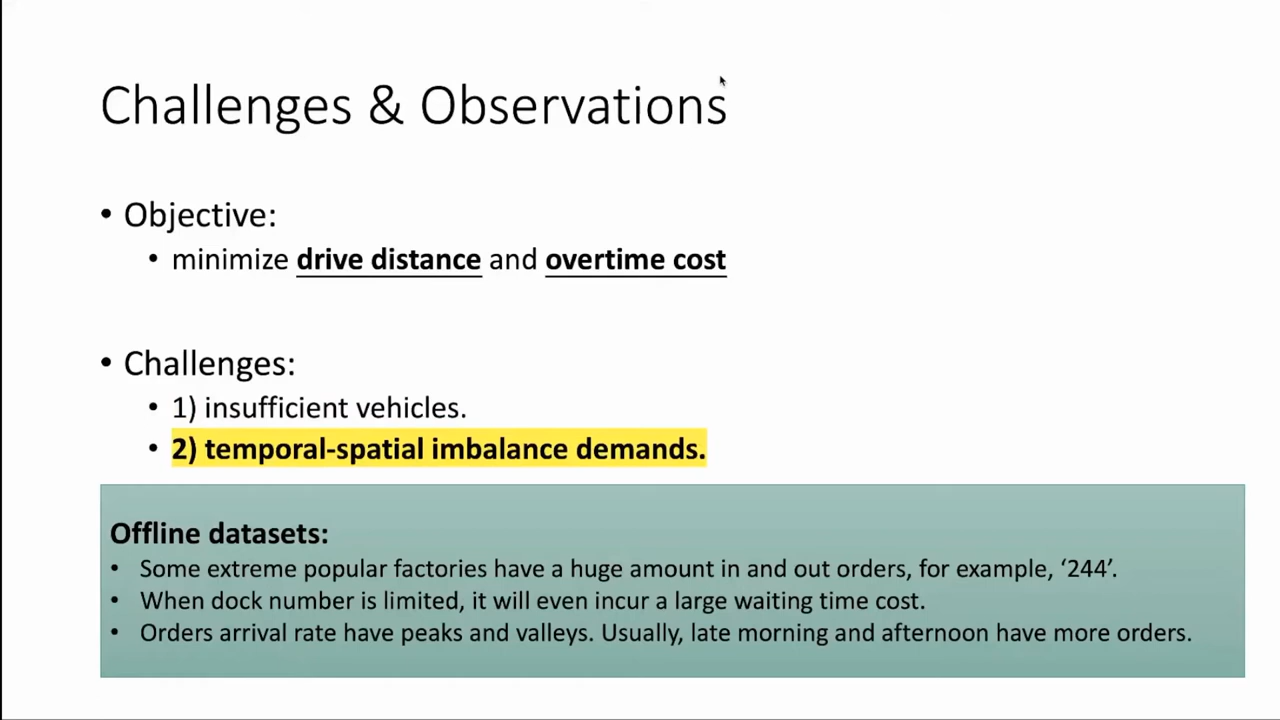 Challenges & Observations
• Objective:
• minimize drive distance and overtime cost
• Challenges:
• 1) insufficient vehicles.
• 2) temporal-spatial imbalance demands.
Offline datasets:
• Some extreme popular factories have a huge amount in and out orders, for example, ‘244’.
• When dock number is limited, it will even incur a large waiting time cost.
• Orders arrival rate have peaks and valleys. Usually, late morning and afternoon have more orders.